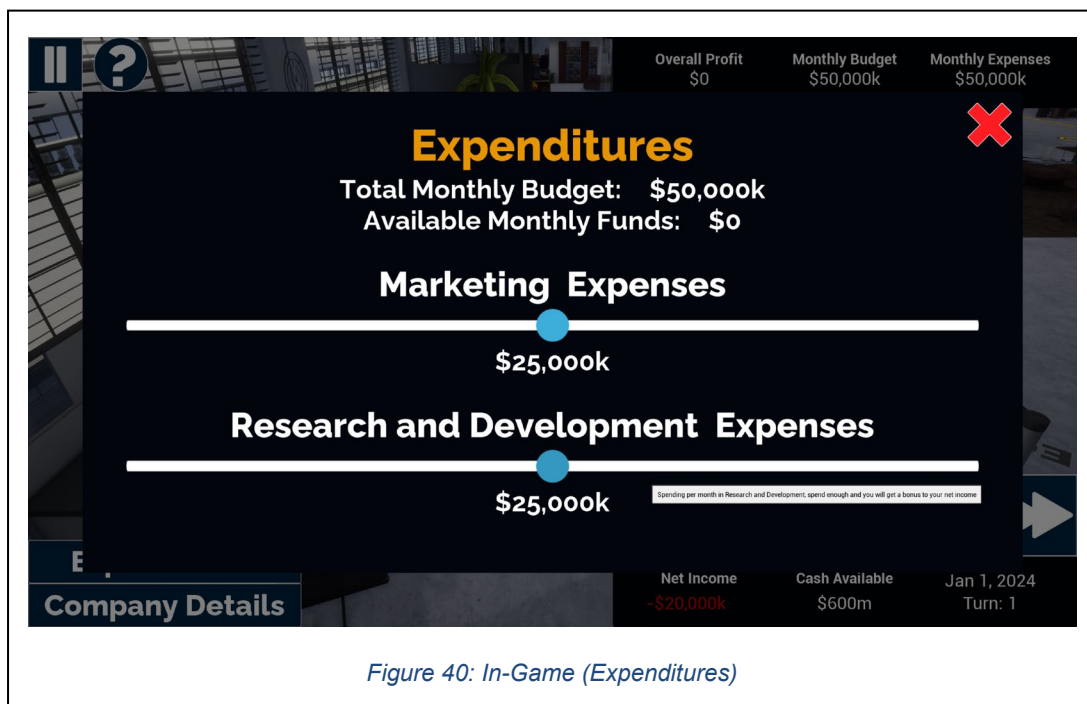 ?
Overall Profit Monthly Budget Monthly Expenses
$0 $50,000k $50,000k
Expenditures
Total Monthly Budget: $50,000k
Available Monthly Funds: $0
Marketing Expenses
$25,000k
Research and Development Expenses
$25,000k
Spending per month in Research and Development, spend enough and you will get a bonus to your net income
Company Details
Net Income Cash Available Jan 1, 2024
-$20,000k $600m Turn: 1
Figure 40: In-Game (Expenditures)